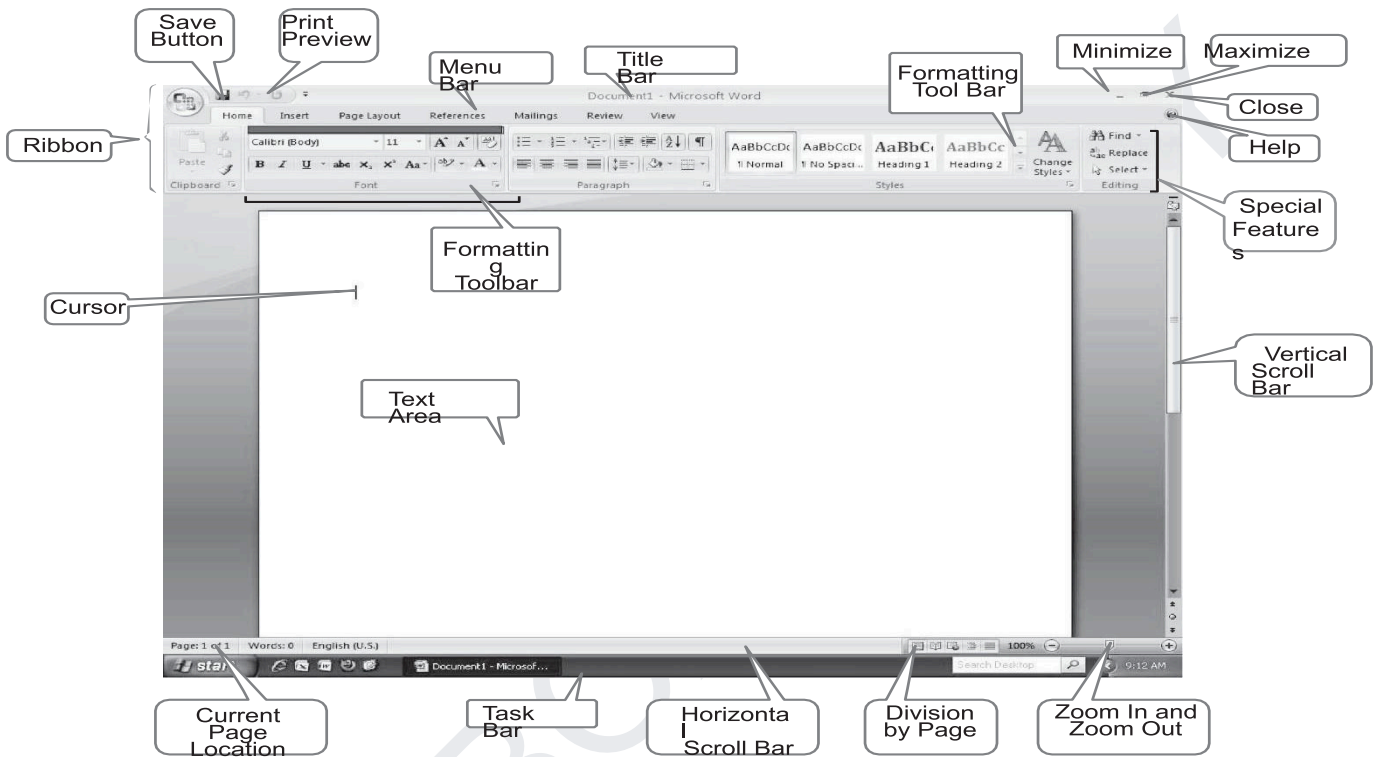 Save
Button
Print
Preview
Menu
Bar
Title
Bar
Formatting
Tool Bar
Minimize
Maximize
Close
Help
Ribbon
Document1 - Microsoft Word
Home Insert Page Layout References Mailings Review View
Calibri (Body) 11
Paste
B I U abc X₂ X² Aa A
AaBbCcDc AaBbCcDc AaBbC AaBbCc
¶ Normal ¶ No Spaci... Heading 1 Heading 2
Change
Styles
Find
Replace
Select
Clipboard Font Paragraph Styles Editing
Special
Feature
s
Formattin
g
Toolbar
Cursor
Vertical
Scroll
Bar
Text
Area
Page: 1 of 1 Words: 0 English (U.S.) 100%
start Document1 - Microsof... Search Desktop 9:12 AM
Current
Page
Location
Task
Bar
Horizonta
l
Scroll Bar
Division
by Page
Zoom In and
Zoom Out